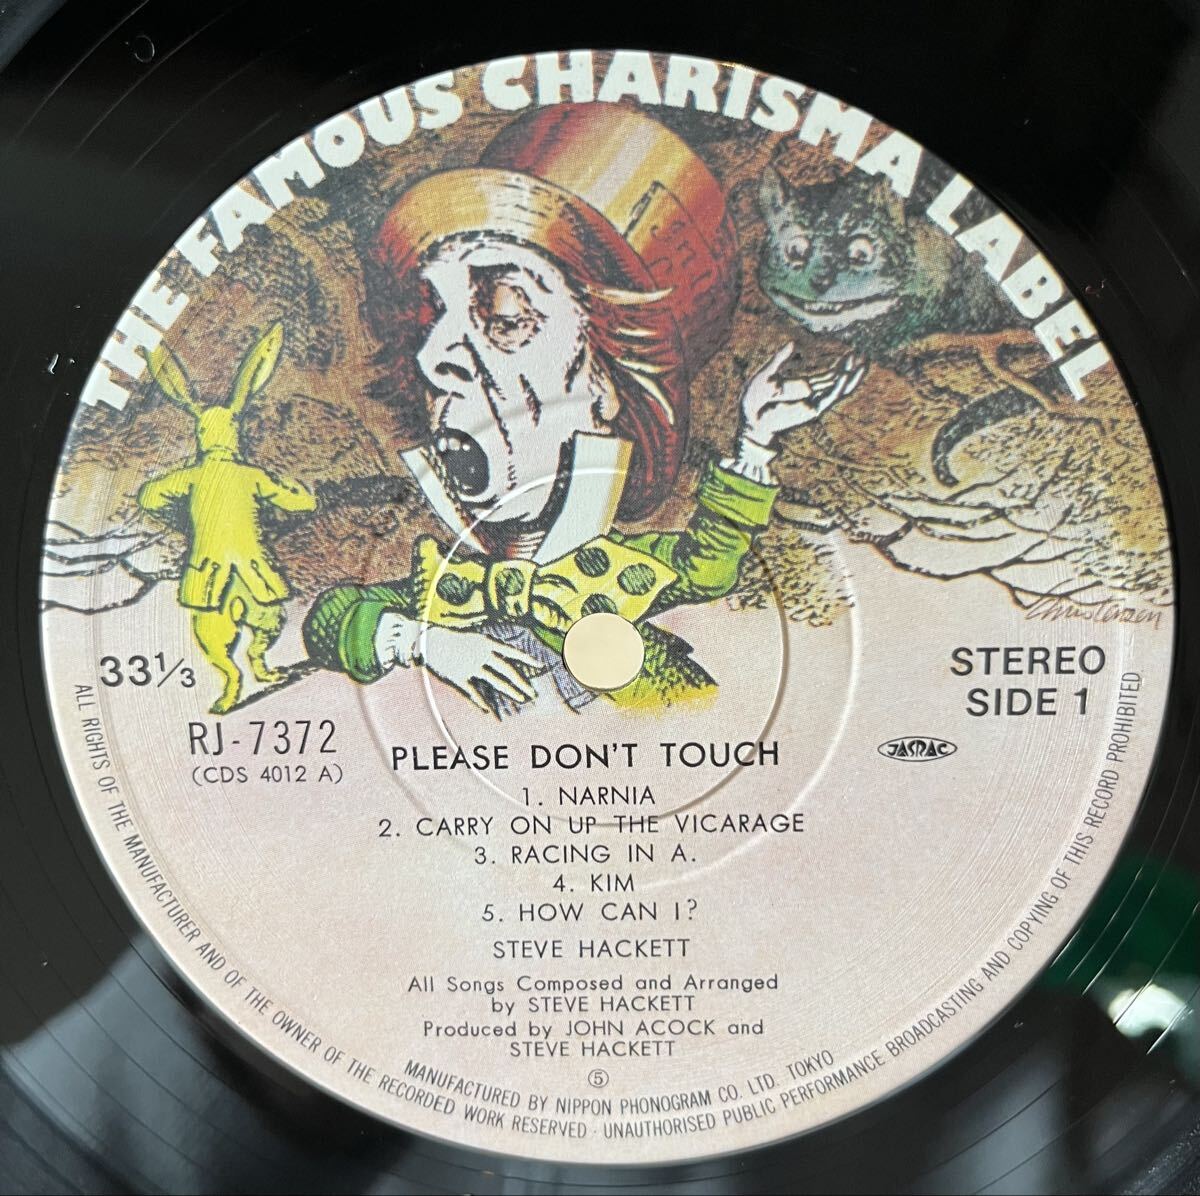 THE FAMOUS CHARISMA LABEL
Christensen
33⅓
STEREO
SIDE 1
RJ-7372
(CDS 4012 A)
JASRAC
PLEASE DON'T TOUCH
1. NARNIA
2. CARRY ON UP THE VICARAGE
3. RACING IN A.
4. KIM
5. HOW CAN I?
STEVE HACKETT
All Songs Composed and Arranged
by STEVE HACKETT
Produced by JOHN ACOCK and
STEVE HACKETT
⑤
MANUFACTURED BY NIPPON PHONOGRAM CO. LTD. TOKYO
ALL RIGHTS OF THE MANUFACTURER AND OF THE OWNER OF THE RECORDED WORK RESERVED · UNAUTHORISED PUBLIC PERFORMANCE BROADCASTING AND COPYING OF THIS RECORD PROHIBITED